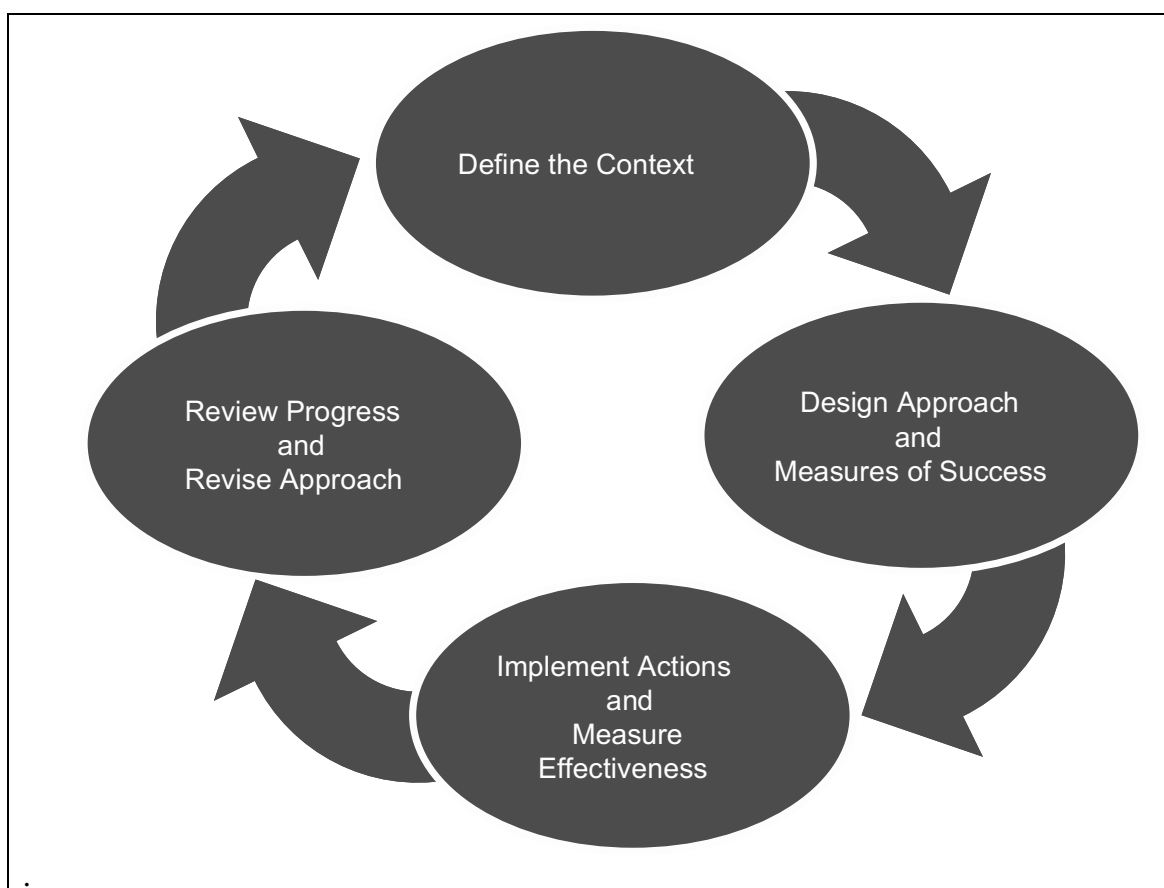 Define the Context
Design Approach
and
Measures of Success
Implement Actions
and
Measure
Effectiveness
Review Progress
and
Revise Approach
.